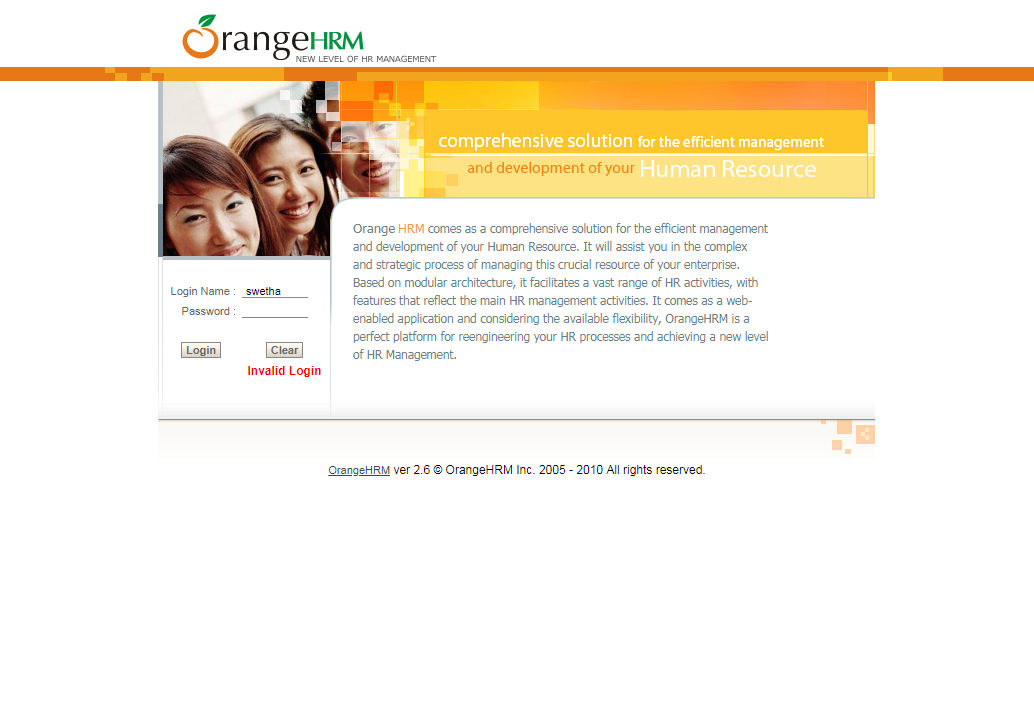 OrangeHRM
NEW LEVEL OF HR MANAGEMENT
comprehensive solution for the efficient management
and development of your Human Resource
Orange HRM comes as a comprehensive solution for the efficient management
and development of your Human Resource. It will assist you in the complex
and strategic process of managing this crucial resource of your enterprise.
Based on modular architecture, it facilitates a vast range of HR activities, with
features that reflect the main HR management activities. It comes as a web-
enabled application and considering the available flexibility, OrangeHRM is a
perfect platform for reengineering your HR processes and achieving a new level
of HR Management.
Login Name : swetha
Password :
Login Clear
Invalid Login
OrangeHRM ver 2.6 © OrangeHRM Inc. 2005 - 2010 All rights reserved.